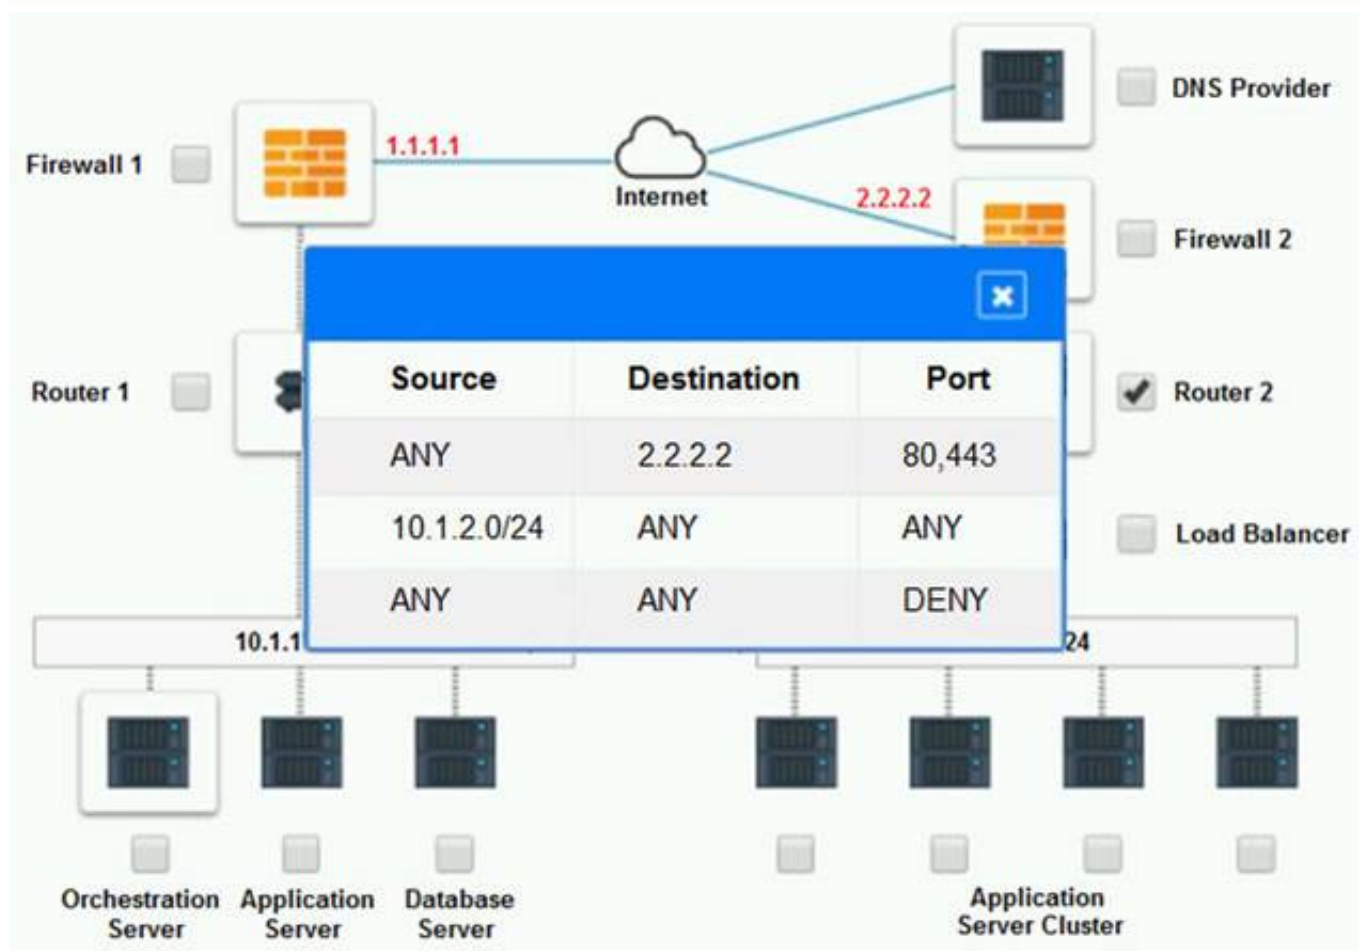 DNS Provider
Firewall 1
1.1.1.1
Internet
2.2.2.2
Firewall 2
Source Destination Port
Router 1
Router 2
ANY 2.2.2.2 80,443
10.1.2.0/24 ANY ANY
Load Balancer
ANY ANY DENY
10.1.1
24
Orchestration Server
Application Server
Database Server
Application Server Cluster